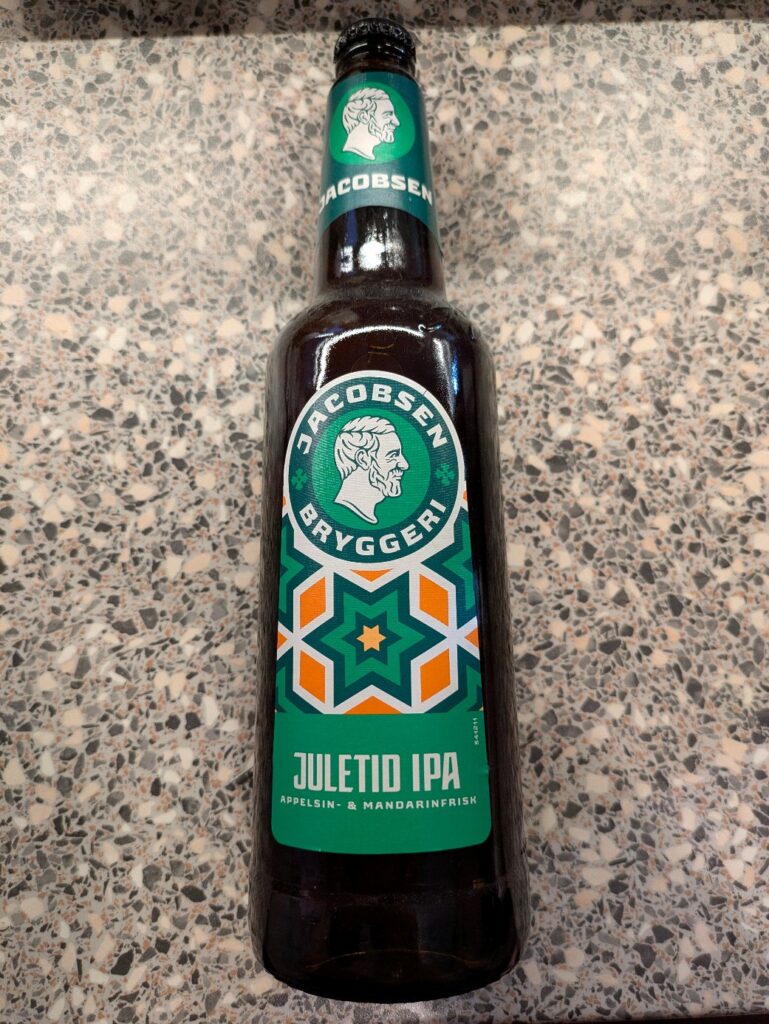 JACOBSEN
JACOBSEN
BRYGGERI
JULETID IPA
APPELSIN- & MANDARINFRISK